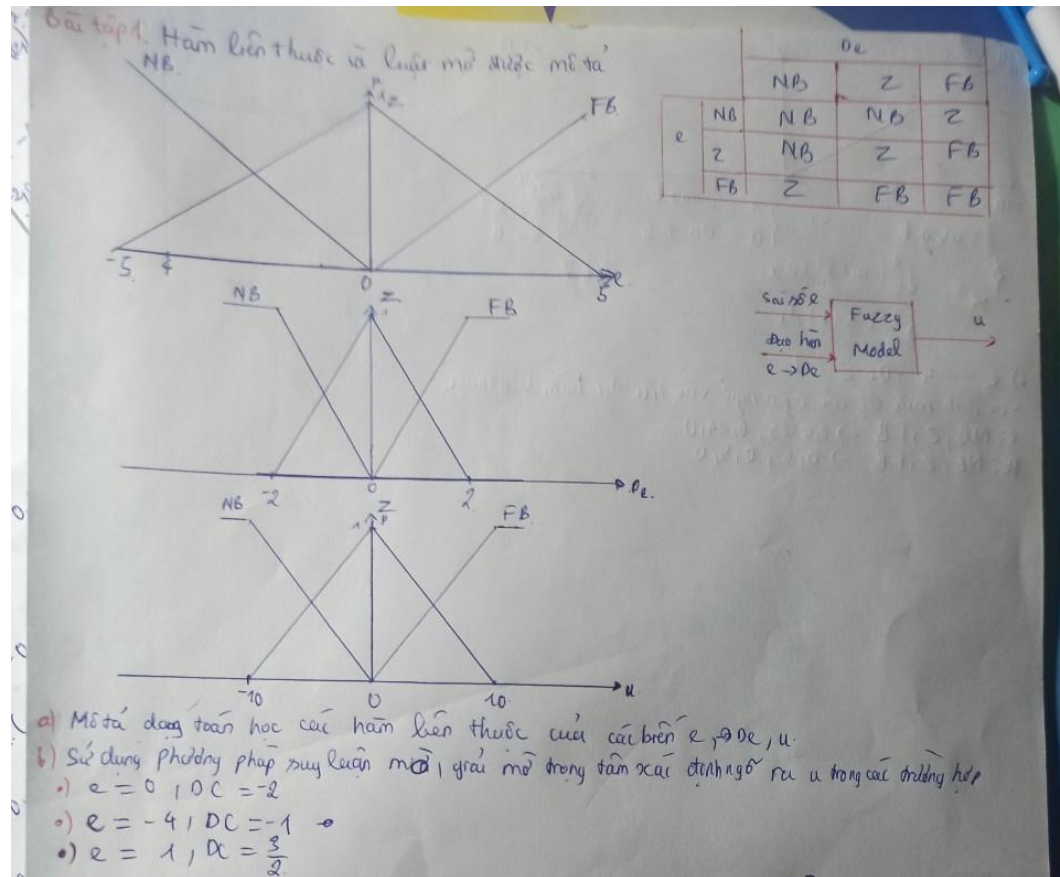 Bài tập 1. Hàm liên thuộc và luật mờ được mô tả
NB
μ
1 Z
FB
-5
-4
0
5
e
De
NB Z FB
e
NB NB NB Z
Z NB Z FB
FB Z FB FB
NB
Z
1
FB
-2
0
2
De
Sai số e
Đạo hàm
e → De
Fuzzy
Model
u
NB
Z
1
FB
-10
0
10
u
a) Mô tả dạng toán học các hàm liên thuộc của các biến e, De, u.
b) Sử dụng phương pháp suy luận mờ, giải mờ trọng tâm xác định ngõ ra u trong các trường hợp
•) e = 0, DC = -2
•) e = -4, DC = -1
•) e = 1, DC = 3/2